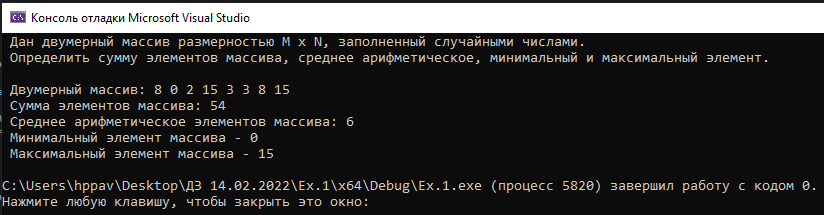 Консоль отладки Microsoft Visual Studio
Дан двумерный массив размерностью M x N, заполненный случайными числами.
Определить сумму элементов массива, среднее арифметическое, минимальный и максимальный элемент.
Двумерный массив: 8 0 2 15 3 3 8 15
Сумма элементов массива: 54
Среднее арифметическое элементов массива: 6
Минимальный элемент массива - 0
Максимальный элемент массива - 15
C:\Users\hppav\Desktop\ДЗ 14.02.2022\Ex.1\x64\Debug\Ex.1.exe (процесс 5820) завершил работу с кодом 0.
Нажмите любую клавишу, чтобы закрыть это окно: